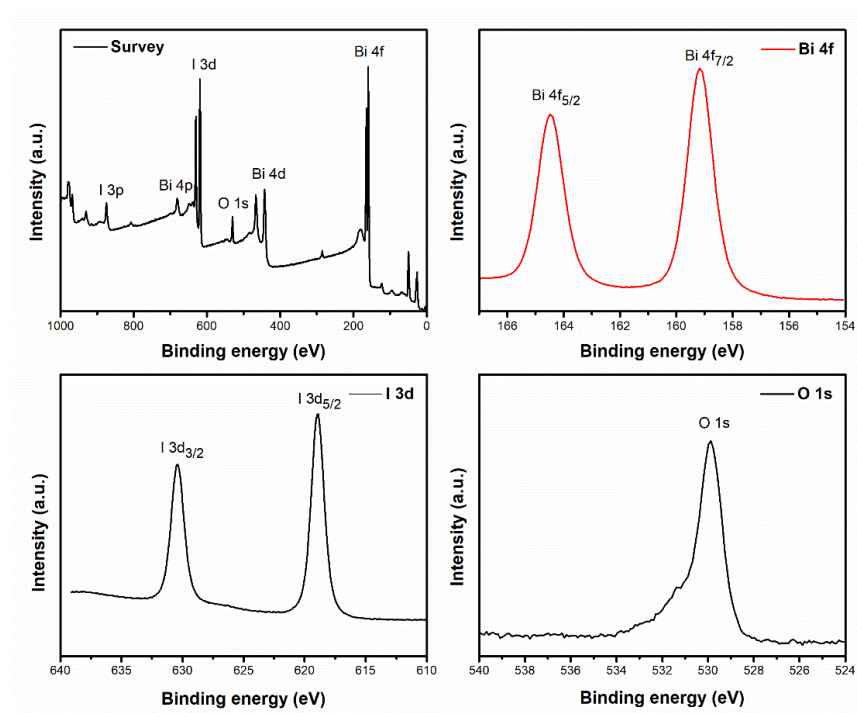 Survey
I 3d
Bi 4f
I 3p
Bi 4p
O 1s
Bi 4d
Intensity (a.u.)
1000 800 600 400 200 0
Binding energy (eV)
Bi 4f
Bi 4f5/2
Bi 4f7/2
Intensity (a.u.)
166 164 162 160 158 156 154
Binding energy (eV)
I 3d
I 3d3/2
I 3d5/2
Intensity (a.u.)
640 635 630 625 620 615 610
Binding energy (eV)
O 1s
O 1s
Intensity (a.u.)
540 538 536 534 532 530 528 526 524
Binding energy (eV)